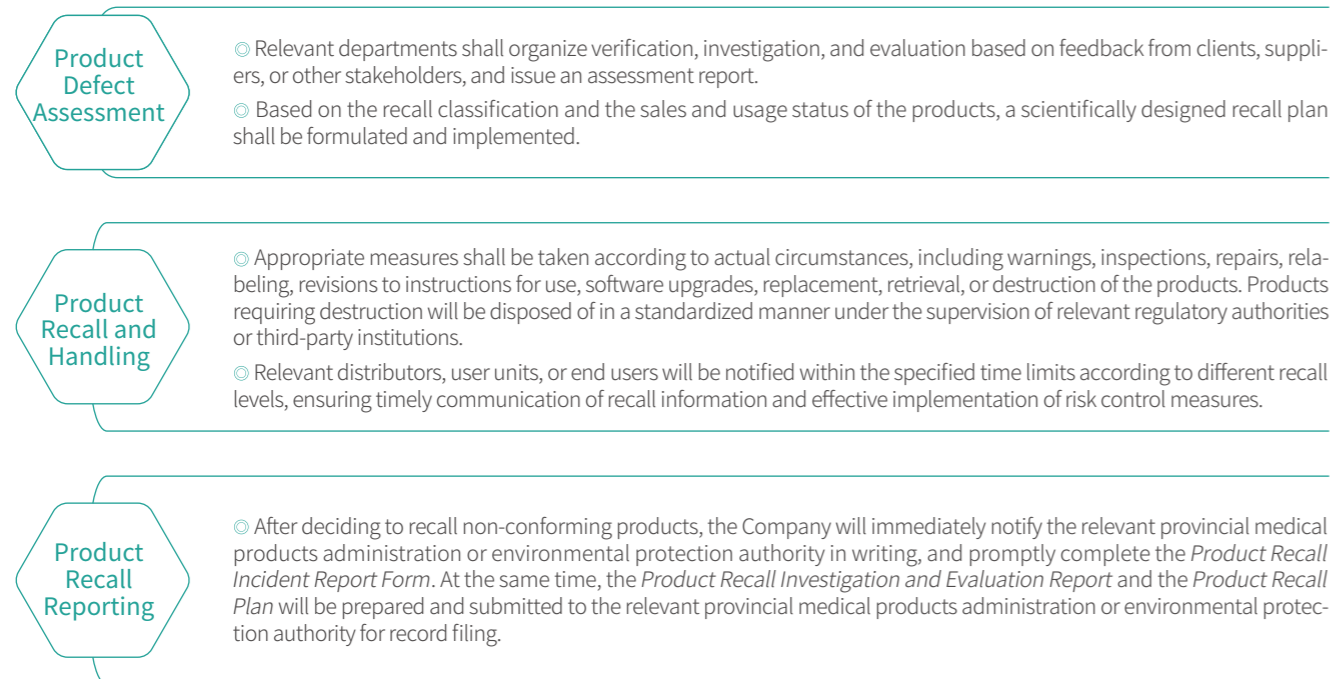 Product
Defect
Assessment
◎ Relevant departments shall organize verification, investigation, and evaluation based on feedback from clients, suppli-
ers, or other stakeholders, and issue an assessment report.
◎ Based on the recall classification and the sales and usage status of the products, a scientifically designed recall plan
shall be formulated and implemented.
Product
Recall and
Handling
◎ Appropriate measures shall be taken according to actual circumstances, including warnings, inspections, repairs, rela-
beling, revisions to instructions for use, software upgrades, replacement, retrieval, or destruction of the products. Products
requiring destruction will be disposed of in a standardized manner under the supervision of relevant regulatory authorities
or third-party institutions.
◎ Relevant distributors, user units, or end users will be notified within the specified time limits according to different recall
levels, ensuring timely communication of recall information and effective implementation of risk control measures.
Product
Recall
Reporting
◎ After deciding to recall non-conforming products, the Company will immediately notify the relevant provincial medical
products administration or environmental protection authority in writing, and promptly complete the Product Recall
Incident Report Form. At the same time, the Product Recall Investigation and Evaluation Report and the Product Recall
Plan will be prepared and submitted to the relevant provincial medical products administration or environmental protec-
tion authority for record filing.